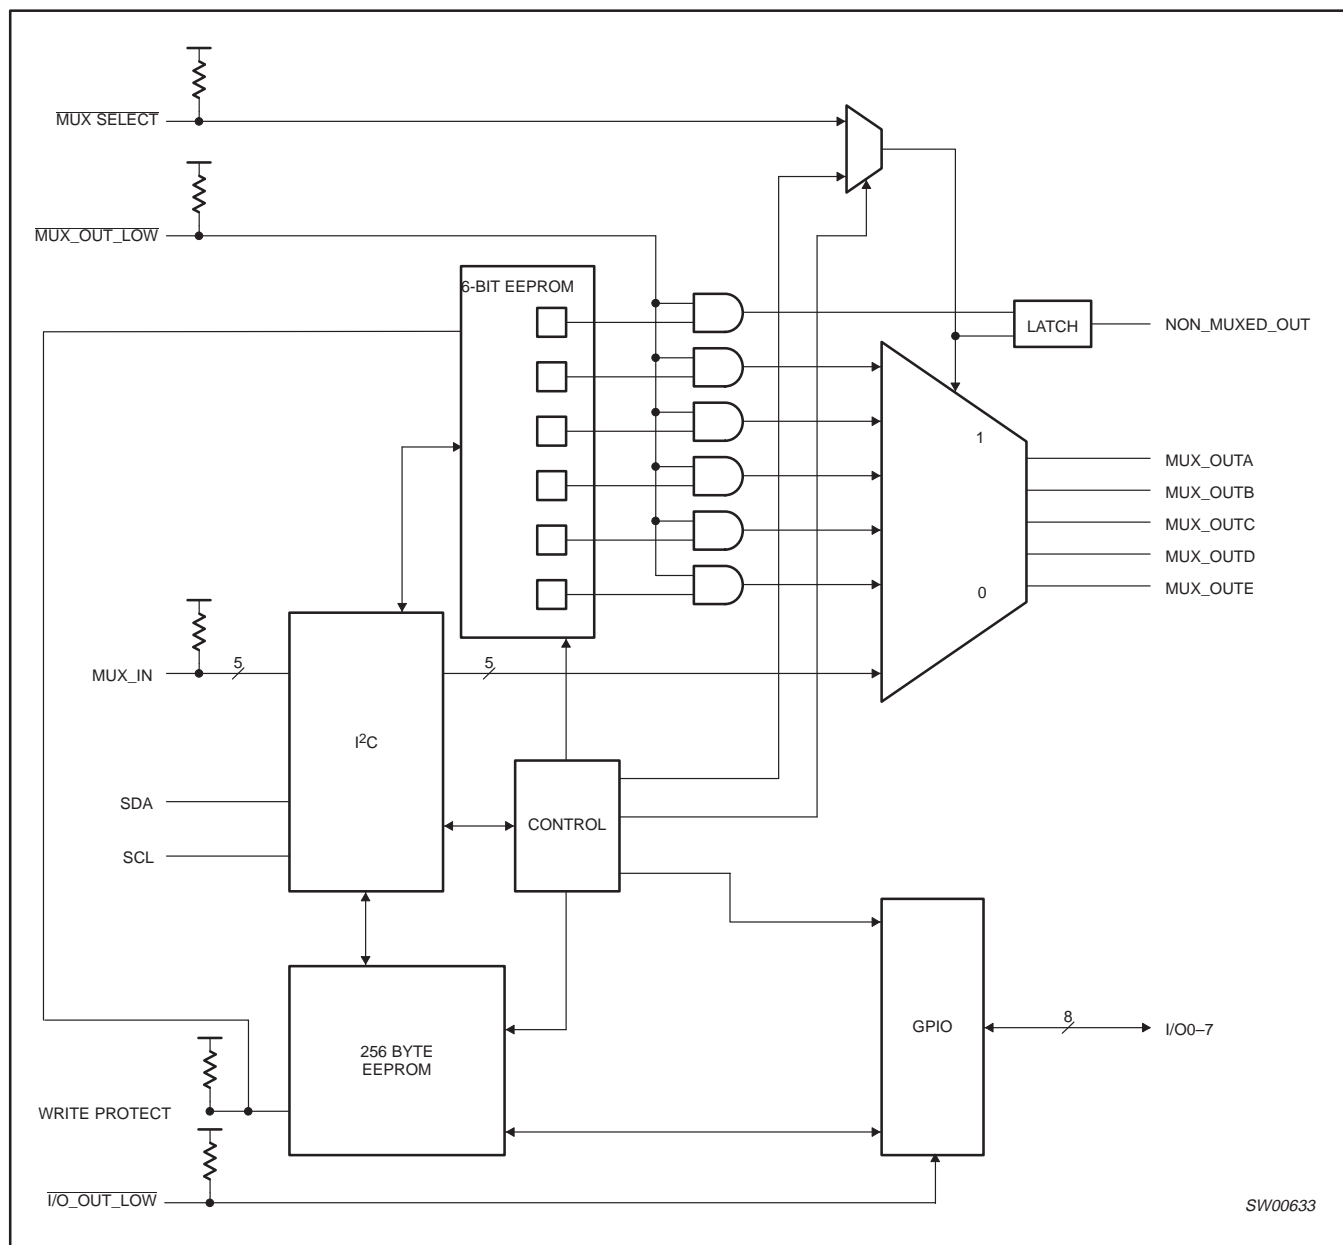 MUX SELECT
MUX_OUT_LOW
6-BIT EEPROM
LATCH
NON_MUXED_OUT
1
MUX_OUTA
MUX_OUTB
MUX_OUTC
MUX_OUTD
MUX_OUTE
0
MUX_IN
5
5
I²C
SDA
SCL
CONTROL
256 BYTE
EEPROM
GPIO
8
I/O0–7
WRITE PROTECT
I/O_OUT_LOW
SW00633